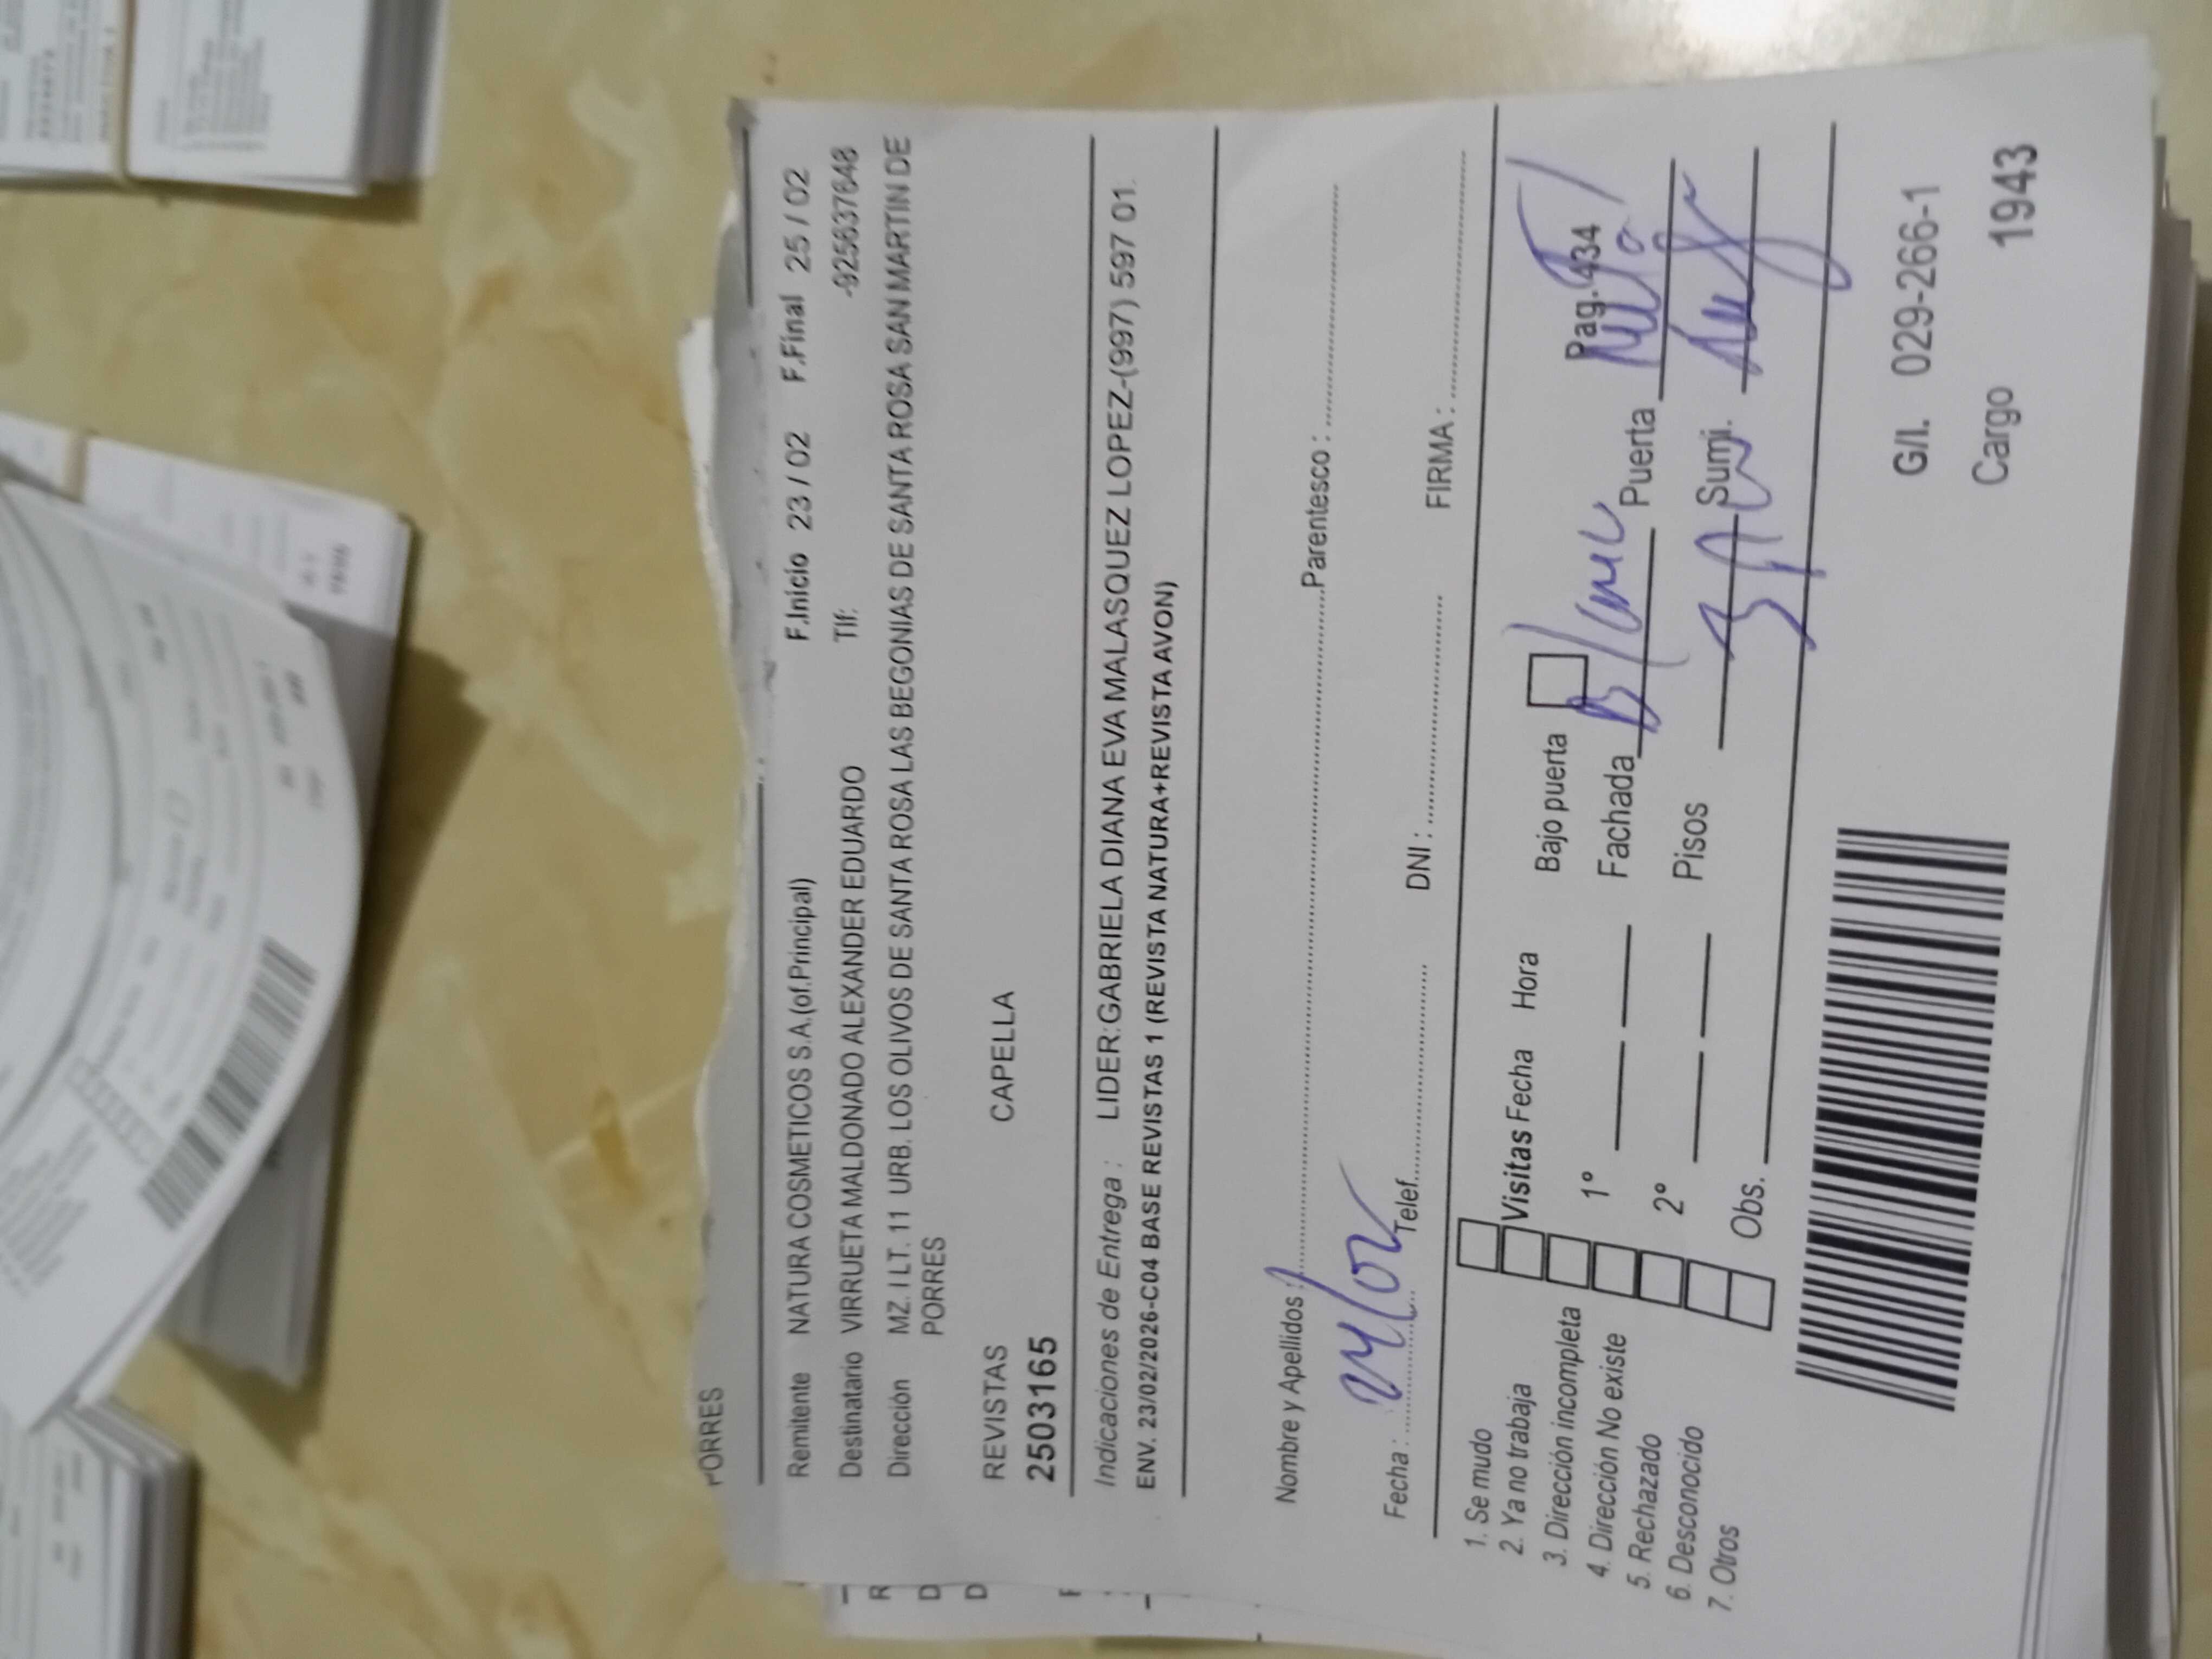 PORRES
Remitente NATURA COSMETICOS S.A.(of.Principal) F.Inicio 23 / 02 F.Final 25 / 02
Destinatario VIRRUETA MALDONADO ALEXANDER EDUARDO Tlf: -925637648
Dirección MZ. I LT. 11 URB. LOS OLIVOS DE SANTA ROSA LAS BEGONIAS DE SANTA ROSA SAN MARTIN DE
PORRES
REVISTAS CAPELLA
2503165
Indicaciones de Entrega : LIDER:GABRIELA DIANA EVA MALASQUEZ LOPEZ-(997) 597 01.
ENV. 23/02/2026-C04 BASE REVISTAS 1 (REVISTA NATURA+REVISTA AVON)
Nombre y Apellidos : Parentesco :
Fecha : 24/02 Telef. DNI : FIRMA :
1. Se mudo
2. Ya no trabaja
3. Dirección incompleta
4. Dirección No existe
5. Rechazado
6. Desconocido
7. Otros
Visitas Fecha Hora Bajo puerta Pag. 434
1° Fachada Blanc Puerta
2° Pisos 3 Sumi.
Obs.
G/I. 029-266-1
Cargo 1943